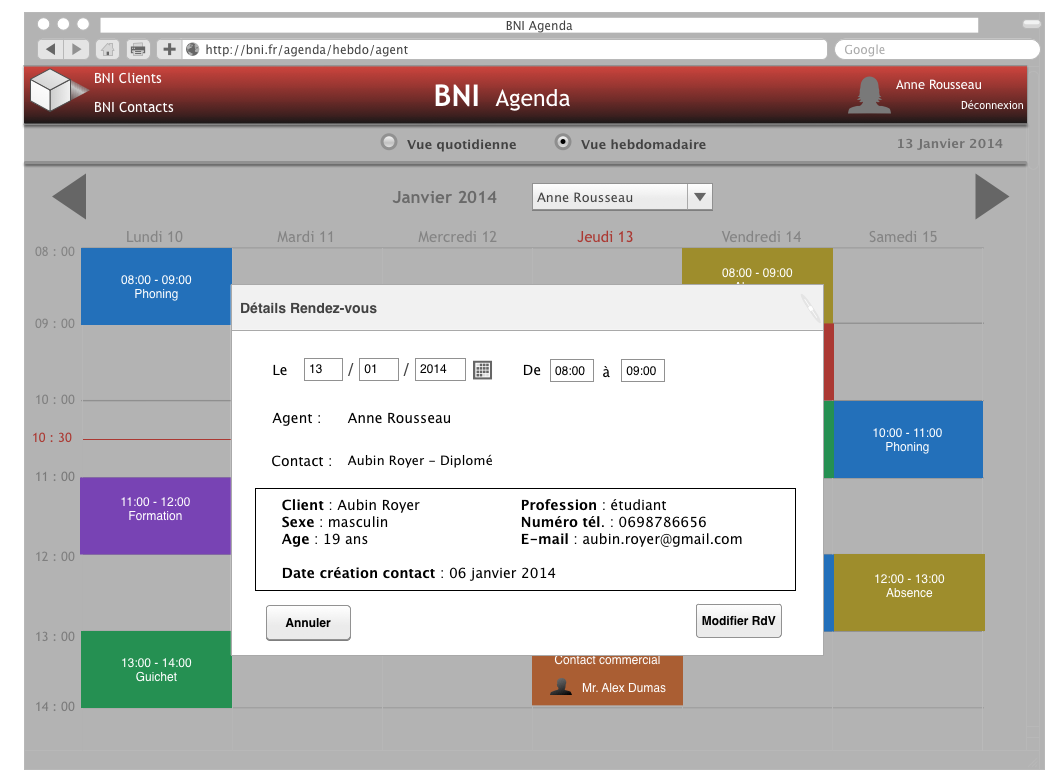 BNI Agenda
http://bni.fr/agenda/hebdo/agent
Google
BNI Clients
BNI Contacts
BNI Agenda
Anne Rousseau
Déconnexion
Vue quotidienne
Vue hebdomadaire
13 Janvier 2014
Janvier 2014
Anne Rousseau
Lundi 10
Mardi 11
Mercredi 12
Jeudi 13
Vendredi 14
Samedi 15
08 : 00
08:00 - 09:00
Phoning
08:00 - 09:00
Détails Rendez-vous
09 : 00
Le 13 / 01 / 2014
De 08:00 à 09:00
10 : 00
Agent : Anne Rousseau
10 : 30
10:00 - 11:00
Phoning
Contact : Aubin Royer – Diplomé
11 : 00
11:00 - 12:00
Formation
Client : Aubin Royer
Sexe : masculin
Age : 19 ans
Profession : étudiant
Numéro tél. : 0698786656
E-mail : aubin.royer@gmail.com
Date création contact : 06 janvier 2014
12 : 00
12:00 - 13:00
Absence
Annuler
Modifier RdV
13 : 00
13:00 - 14:00
Guichet
Contact commercial
Mr. Alex Dumas
14 : 00